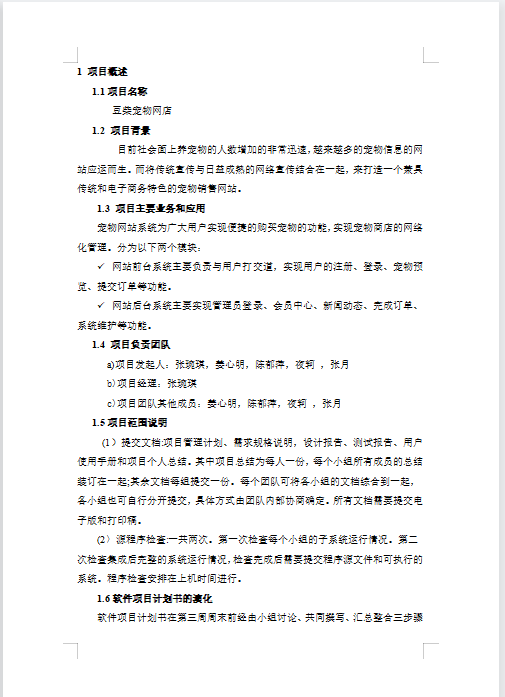 1 项目概述
1.1项目名称
豆柴宠物网店
1.2 项目背景
目前社会面上养宠物的人数增加的非常迅速，越来越多的宠物信息的网
站应运而生。而将传统宣传与日益成熟的网络宣传结合在一起，来打造一个兼具
传统和电子商务特色的宠物销售网站。
1.3 项目主要业务和应用
宠物网站系统为广大用户实现便捷的购买宠物的功能，实现宠物商店的网络
化管理。分为以下两个模块：
✓ 网站前台系统主要负责与用户打交道，实现用户的注册、登录、宠物预
览、提交订单等功能。
✓ 网站后台系统主要实现管理员登录、会员中心、新闻动态、完成订单、
系统维护等功能。
1.4 项目负责团队
a)项目发起人：张琬琪，姜心明，陈郁萍，夜轲 ，张月
b)项目经理：张琬琪
c)项目团队其他成员：姜心明，陈郁萍，夜轲 ，张月
1.5项目范围说明
(1）提交文档:项目管理计划、需求规格说明，设计报告、测试报告、用户
使用手册和项目个人总结。其中项目总结为每人一份，每个小组所有成员的总结
装订在一起;其余文档每组提交一份。每个团队可将各小组的文档综合到一起，
各小组也可自行分开提交，具体方式由团队内部协商确定。所有文档需要提交电
子版和打印稿。
(2）源程序检查:一共两次。第一次检查每个小组的子系统运行情况。第二
次检查集成后完整的系统运行情况，检查完成后需要提交程序源文件和可执行的
系统。程序检查安排在上机时间进行。
1.6软件项目计划书的演化
软件项目计划书在第三周周末前经由小组讨论、共同撰写、汇总整合三步骤